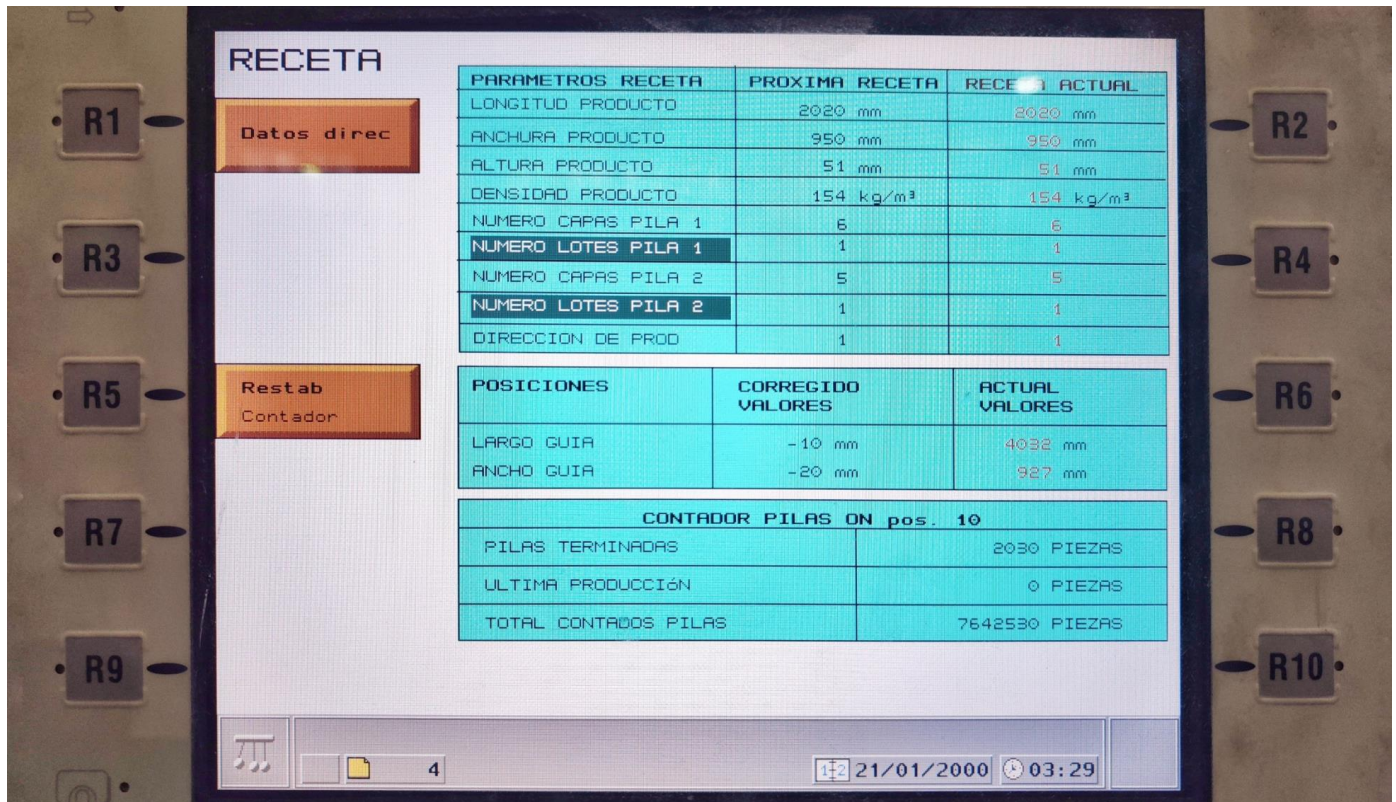 RECETA
R1
R3
R5
R7
R9
Datos direc
Restab
Contador
PARAMETROS RECETA PROXIMA RECETA ACTUAL
LONGITUD PRODUCTO 2020 mm 2020 mm
ANCHURA PRODUCTO 950 mm 950 mm
ALTURA PRODUCTO 51 mm 51 mm
DENSIDAD PRODUCTO 154 kg/m³ 154 kg/m³
NUMERO CAPAS PILA 1 6 6
NUMERO LOTES PILA 1 1 1
NUMERO CAPAS PILA 2 5 5
NUMERO LOTES PILA 2 1 1
DIRECCION DE PROD 1 1
POSICIONES CORREGIDO VALORES ACTUAL VALORES
LARGO GUIA -10 mm 4032 mm
ANCHO GUIA -20 mm 927 mm
CONTADOR PILAS ON pos. 10
PILAS TERMINADAS 2030 PIEZAS
ULTIMA PRODUCCIóN 0 PIEZAS
TOTAL CONTADOS PILAS 7642530 PIEZAS
4 1 2 21/01/2000 03:29
R2
R4
R6
R8
R10